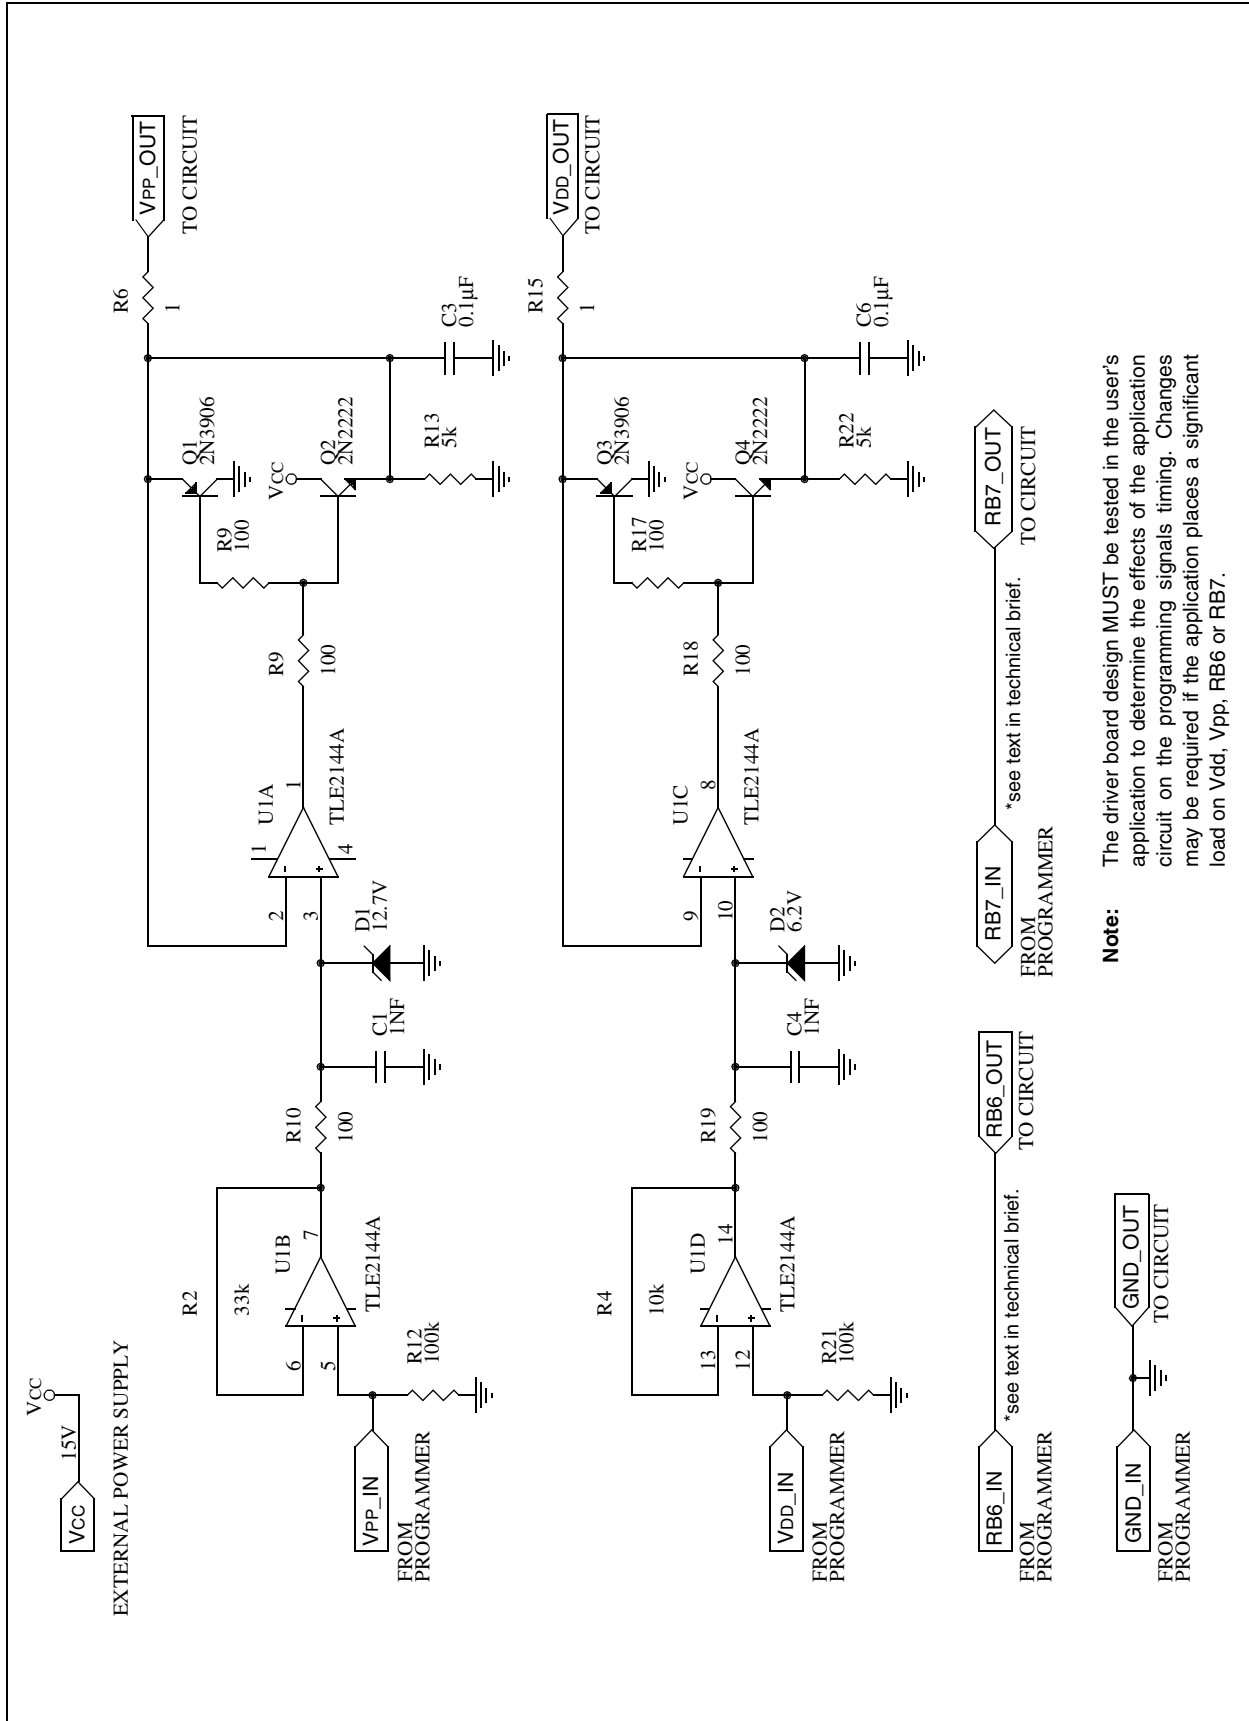 VCC
15V
VCC
EXTERNAL POWER SUPPLY
R2
33k
U1B
6
5
7
TLE2144A
R12
100k
VPP_IN
FROM
PROGRAMMER
R10
100
C1
1NF
D1
12.7V
U1A
2
3
1
1
4
TLE2144A
R9
100
R9
100
Q1
2N3906
VCC
Q2
2N2222
R13
5k
C3
0.1µF
R6
1
VPP_OUT
TO CIRCUIT
R4
10k
U1D
13
12
14
TLE2144A
R21
100k
VDD_IN
FROM
PROGRAMMER
R19
100
C4
1NF
D2
6.2V
U1C
9
10
8
TLE2144A
R18
100
R17
100
Q3
2N3906
VCC
Q4
2N2222
R22
5k
C6
0.1µF
R15
1
VDD_OUT
TO CIRCUIT
RB6_IN
FROM
PROGRAMMER
*see text in technical brief.
RB6_OUT
TO CIRCUIT
RB7_IN
FROM
PROGRAMMER
*see text in technical brief.
RB7_OUT
TO CIRCUIT
GND_IN
FROM
PROGRAMMER
GND_OUT
TO CIRCUIT
Note: The driver board design MUST be tested in the user's
application to determine the effects of the application
circuit on the programming signals timing. Changes
may be required if the application places a significant
load on Vdd, Vpp, RB6 or RB7.